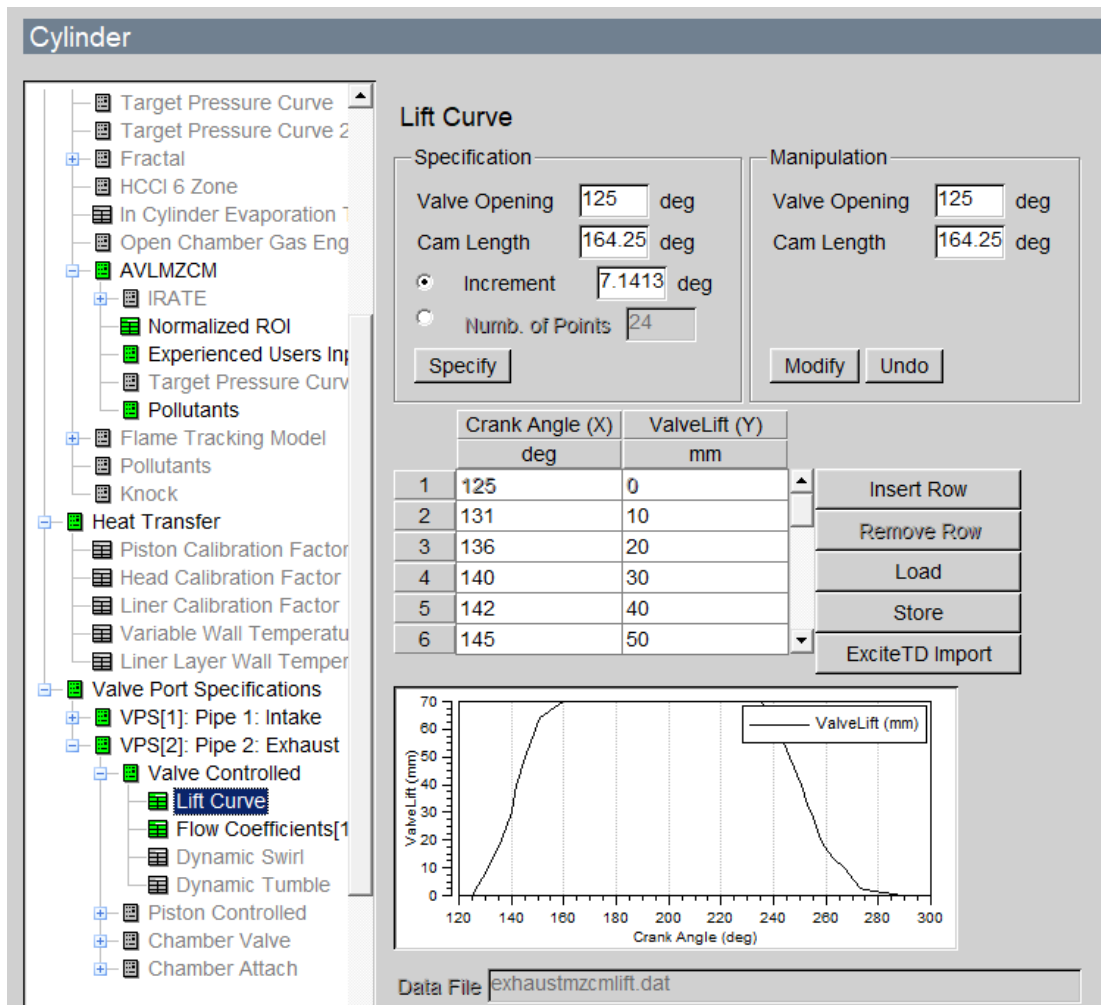 Cylinder
Target Pressure Curve
Target Pressure Curve 2
Fractal
HCCI 6 Zone
In Cylinder Evaporation T
Open Chamber Gas Eng
AVLMZCM
IRATE
Normalized ROI
Experienced Users Inp
Target Pressure Curv
Pollutants
Flame Tracking Model
Pollutants
Knock
Heat Transfer
Piston Calibration Factor
Head Calibration Factor
Liner Calibration Factor
Variable Wall Temperatu
Liner Layer Wall Temper
Valve Port Specifications
VPS[1]: Pipe 1: Intake
VPS[2]: Pipe 2: Exhaust
Valve Controlled
Lift Curve
Flow Coefficients[1
Dynamic Swirl
Dynamic Tumble
Piston Controlled
Chamber Valve
Chamber Attach
Lift Curve
Specification
Valve Opening 125 deg
Cam Length 164.25 deg
Increment 7.1413 deg
Numb. of Points 24
Specify
Manipulation
Valve Opening 125 deg
Cam Length 164.25 deg
Modify Undo
Crank Angle (X) ValveLift (Y)
deg mm
1 125 0
2 131 10
3 136 20
4 140 30
5 142 40
6 145 50
Insert Row
Remove Row
Load
Store
ExciteTD Import
ValveLift (mm)
70
60
50
40
30
20
10
0
ValveLift (mm)
120 140 160 180 200 220 240 260 280 300
Crank Angle (deg)
Data File exhaustmzcmlift.dat